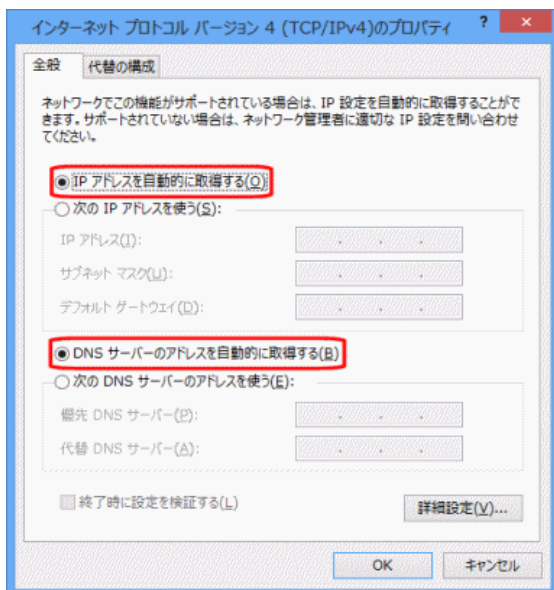 インターネット プロトコル バージョン 4 (TCP/IPv4)のプロパティ
全般
代替の構成
ネットワークでこの機能がサポートされている場合は、IP 設定を自動的に取得することがで
きます。サポートされていない場合は、ネットワーク管理者に適切な IP 設定を問い合わせ
てください。
IP アドレスを自動的に取得する(O)
次の IP アドレスを使う(S):
IP アドレス(I):
サブネット マスク(U):
デフォルト ゲートウェイ(D):
DNS サーバーのアドレスを自動的に取得する(B)
次の DNS サーバーのアドレスを使う(E):
優先 DNS サーバー(P):
代替 DNS サーバー(A):
終了時に設定を検証する(L)
詳細設定(V)...
OK
キャンセル